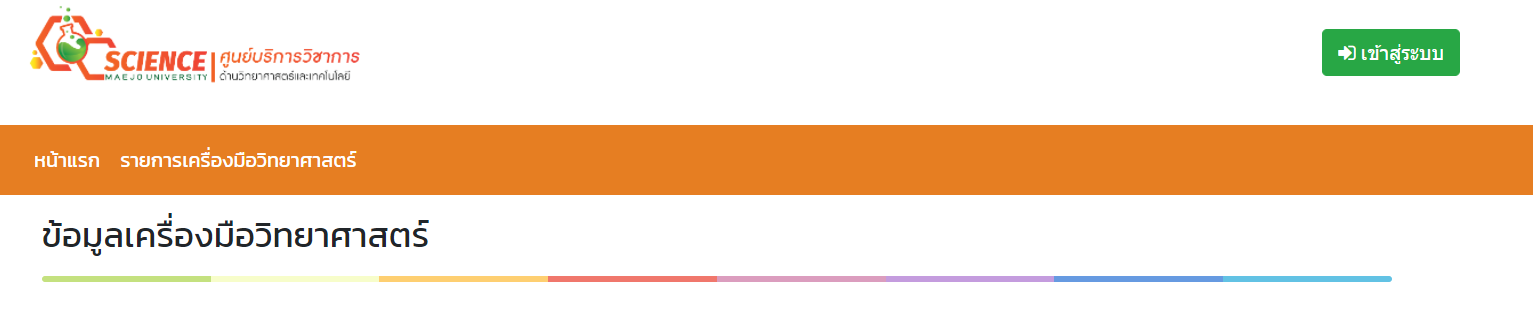 SCIENCE
MAEJO UNIVERSITY
ศูนย์บริการวิชาการ
ด้านวิทยาศาสตร์และเทคโนโลยี
เข้าสู่ระบบ
หน้าแรก รายการเครื่องมือวิทยาศาสตร์
ข้อมูลเครื่องมือวิทยาศาสตร์